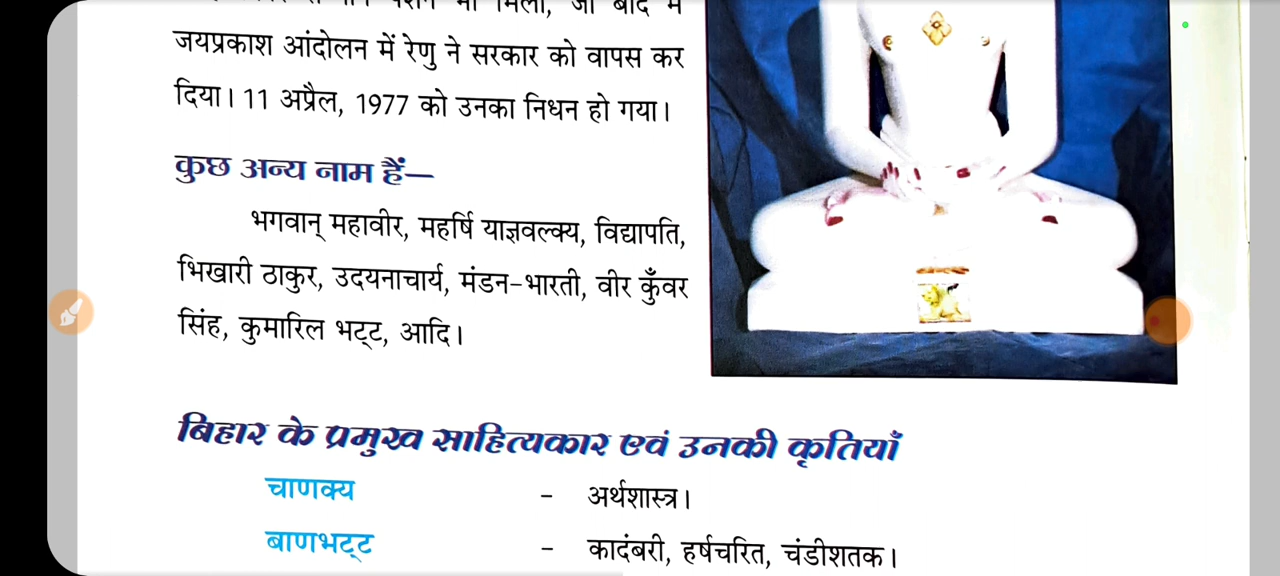 जयप्रकाश आंदोलन में रेणु ने सरकार को वापस कर
दिया। 11 अप्रैल, 1977 को उनका निधन हो गया।
कुछ अन्य नाम हैं—
भगवान् महावीर, महर्षि याज्ञवल्क्य, विद्यापति,
भिखारी ठाकुर, उदयनाचार्य, मंडन-भारती, वीर कुँवर
सिंह, कुमारिल भट्ट, आदि।
बिहार के प्रमुख साहित्यकार एवं उनकी कृतियाँ
चाणक्य - अर्थशास्त्र।
बाणभट्ट - कादंबरी, हर्षचरित, चंडीशतक।